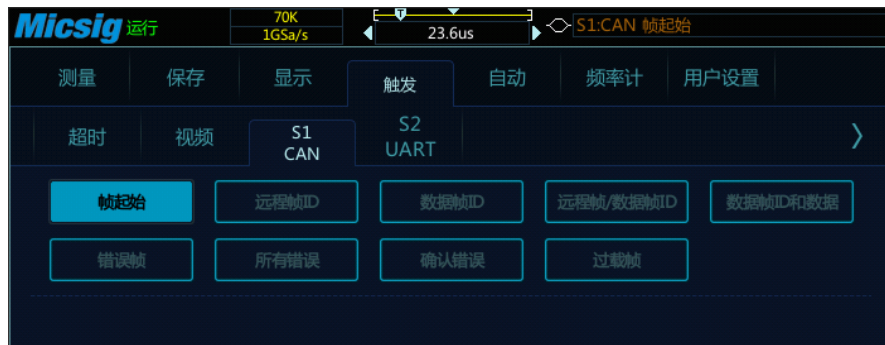 Micsig 运行 70K S1:CAN 帧起始
1GSa/s 23.6us
测量 保存 显示 触发 自动 频率计 用户设置
超时 视频 S1 CAN S2 UART
帧起始 远程帧ID 数据帧ID 远程帧/数据帧ID 数据帧ID和数据
错误帧 所有错误 确认错误 过载帧